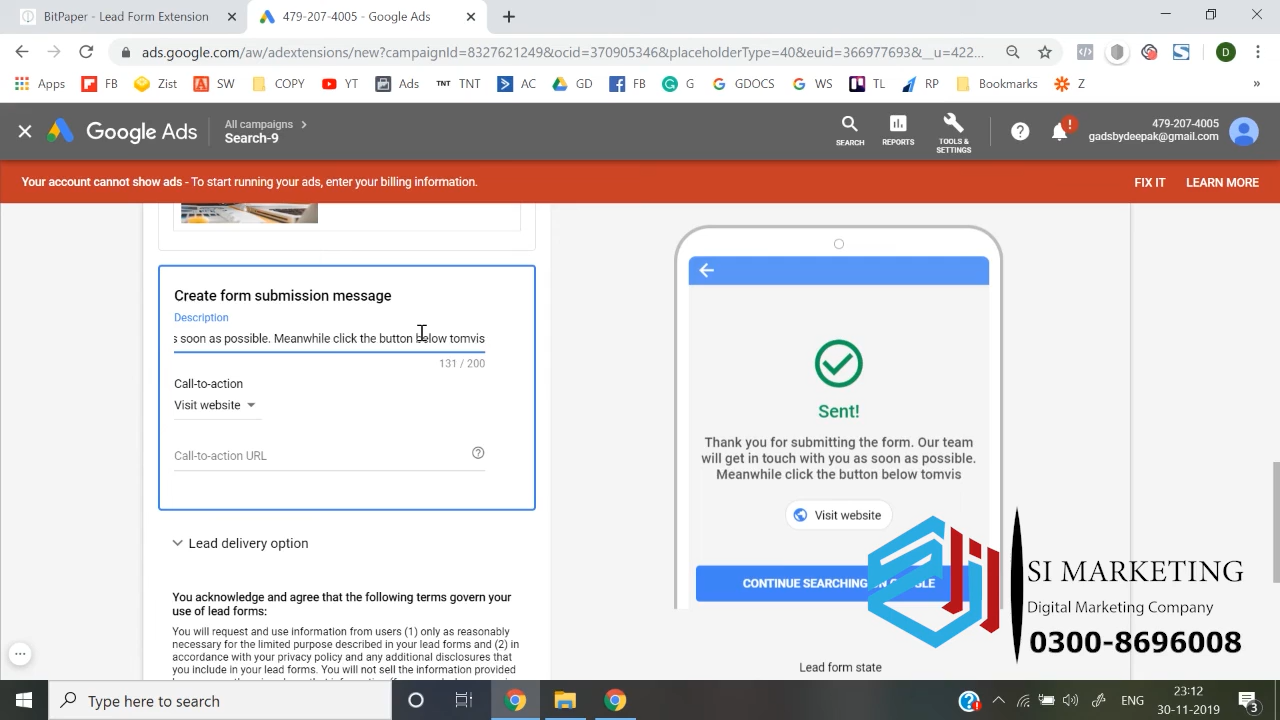 BitPaper - Lead Form Extension
479-207-4005 - Google Ads
ads.google.com/aw/adextensions/new?campaignId=8327621249&ocid=370905346&placeholderType=40&euid=366977693&__u=422...
D
Apps FB Zist SW COPY YT Ads TNT TNT AC GD FB G GDOCS WS TL RP Bookmarks Z »
Google Ads
All campaigns
Search-9
SEARCH
REPORTS
TOOLS &
SETTINGS
479-207-4005
gadsbydeepak@gmail.com
Your account cannot show ads - To start running your ads, enter your billing information.
FIX IT LEARN MORE
Create form submission message
Description
s soon as possible. Meanwhile click the button below tomvis
131 / 200
Call-to-action
Visit website
Call-to-action URL
Lead delivery option
You acknowledge and agree that the following terms govern your
use of lead forms:
You will request and use information from users (1) only as reasonably
necessary for the limited purpose described in your lead forms and (2) in
accordance with your privacy policy and any additional disclosures that
you include in your lead forms. You will not sell the information provided
Sent!
Thank you for submitting the form. Our team
will get in touch with you as soon as possible.
Meanwhile click the button below tomvis
Visit website
CONTINUE SEARCHING ON GOOGLE
Lead form state
SI MARKETING
Digital Marketing Company
0300-8696008
Type here to search
ENG
23:12
30-11-2019
3